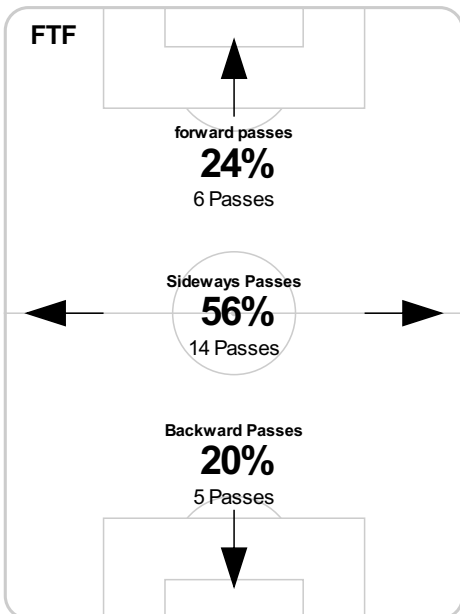 FTF
forward passes
24%
6 Passes
Sideways Passes
56%
14 Passes
Backward Passes
20%
5 Passes